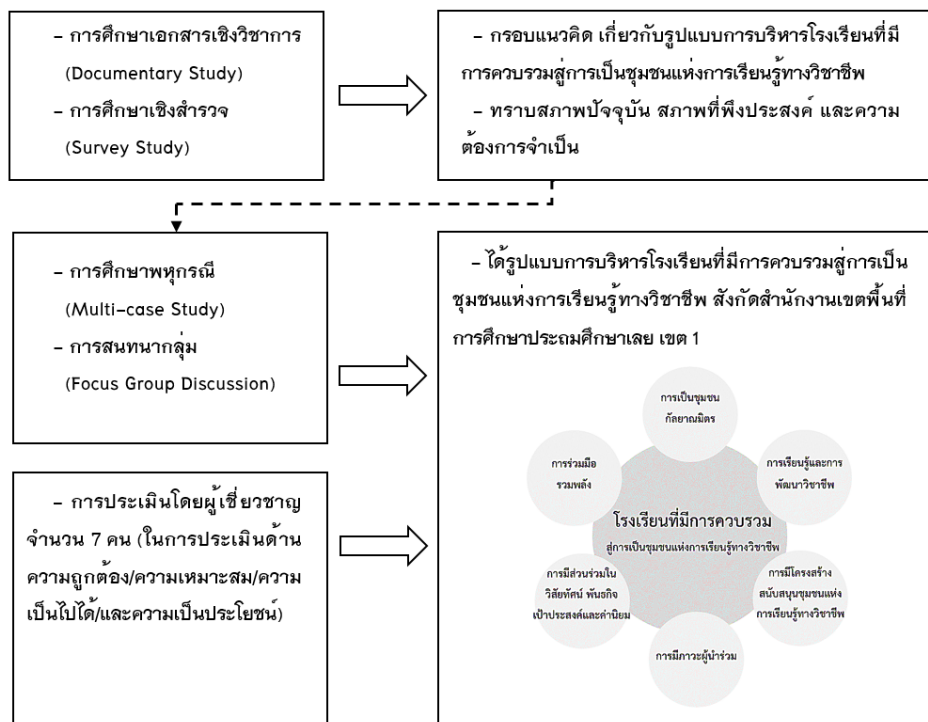 – การศึกษาเอกสารเชิงวิชาการ
(Documentary Study)
– การศึกษาเชิงสำรวจ
(Survey Study)
– กรอบแนวคิด เกี่ยวกับรูปแบบการบริหารโรงเรียนที่มี
การควบรวมสู่การเป็นชุมชนแห่งการเรียนรู้ทางวิชาชีพ
– ทราบสภาพปัจจุบัน สภาพที่พึงประสงค์ และความ
ต้องการจำเป็น
– การศึกษาพหุกรณี
(Multi-case Study)
– การสนทนากลุ่ม
(Focus Group Discussion)
– ได้รูปแบบการบริหารโรงเรียนที่มีการควบรวมสู่การเป็น
ชุมชนแห่งการเรียนรู้ทางวิชาชีพ สังกัดสำนักงานเขตพื้นที่
การศึกษาประถมศึกษาเลย เขต 1
– การประเมินโดยผู้เชี่ยวชาญ
จำนวน 7 คน (ในการประเมินด้าน
ความถูกต้อง/ความเหมาะสม/ความ
เป็นไปได้/และความเป็นประโยชน์)
การเป็นชุมชน
กัลยาณมิตร
การร่วมมือ
รวมพลัง
การเรียนรู้และการ
พัฒนาวิชาชีพ
โรงเรียนที่มีการควบรวม
สู่การเป็นชุมชนแห่งการเรียนรู้ทางวิชาชีพ
การมีส่วนร่วมใน
วิสัยทัศน์ พันธกิจ
เป้าประสงค์และค่านิยม
การมีโครงสร้าง
สนับสนุนชุมชนแห่ง
การเรียนรู้ทางวิชาชีพ
การมีภาวะผู้นำร่วม